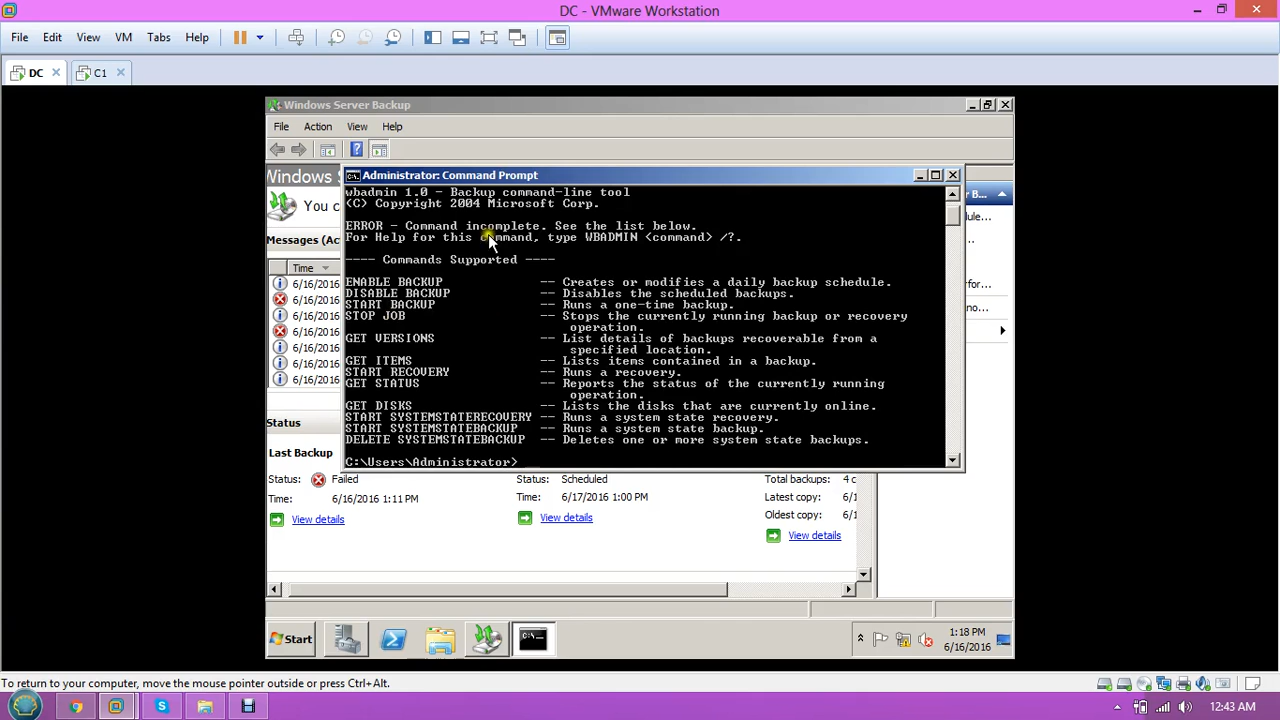 DC - VMware Workstation
File Edit View VM Tabs Help
DC C1
Windows Server Backup
File Action View Help
Administrator: Command Prompt
Windows S
You c
Messages (A
Time
6/16/2016
6/16/2016
6/16/2016
6/16/2016
6/16/2016
6/16/2016
6/16/2016
wbadmin 1.0 - Backup command-line tool
(C) Copyright 2004 Microsoft Corp.
ERROR - Command incomplete. See the list below.
For Help for this command, type WBADMIN <command> /?.
---- Commands Supported ----
ENABLE BACKUP -- Creates or modifies a daily backup schedule.
DISABLE BACKUP -- Disables the scheduled backups.
START BACKUP -- Runs a one-time backup.
STOP JOB -- Stops the currently running backup or recovery
operation.
GET VERSIONS -- List details of backups recoverable from a
specified location.
GET ITEMS -- Lists items contained in a backup.
START RECOVERY -- Runs a recovery.
GET STATUS -- Reports the status of the currently running
operation.
GET DISKS -- Lists the disks that are currently online.
START SYSTEMSTATERECOVERY -- Runs a system state recovery.
START SYSTEMSTATEBACKUP -- Runs a system state backup.
DELETE SYSTEMSTATEBACKUP -- Deletes one or more system state backups.
C:\Users\Administrator>
r B...
ule...
for...
no...
Status
Last Backup
Status: Failed
Time: 6/16/2016 1:11 PM
View details
Status: Scheduled
Time: 6/17/2016 1:00 PM
View details
Total backups: 4 c
Latest copy: 6/1
Oldest copy: 6/1
View details
Start
1:18 PM
6/16/2016
To return to your computer, move the mouse pointer outside or press Ctrl+Alt.
12:43 AM